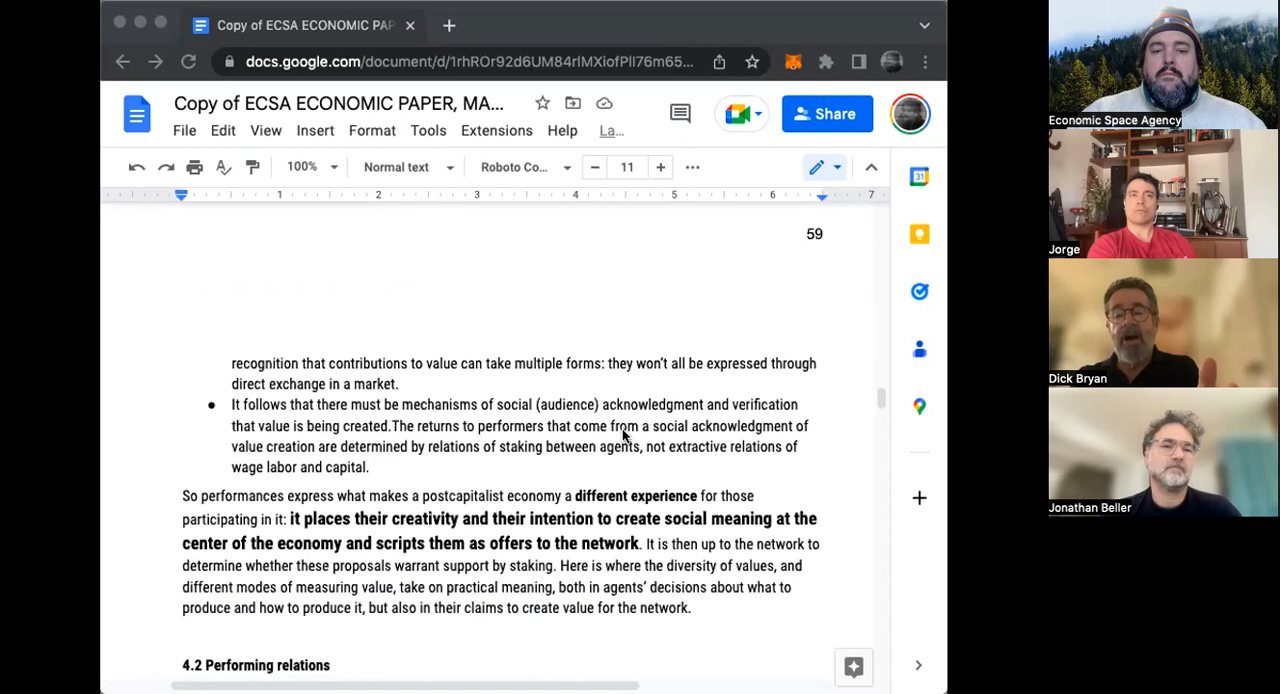 Copy of ECSA ECONOMIC PAP
docs.google.com/document/d/1rhROr92d6UM84rlMXiofPll76m65...
Copy of ECSA ECONOMIC PAPER, MA...
Share
File Edit View Insert Format Tools Extensions Help La...
100% Normal text Roboto Co... 11
1 2 3 4 5 6 7
31
59
recognition that contributions to value can take multiple forms: they won't all be expressed through
direct exchange in a market.
● It follows that there must be mechanisms of social (audience) acknowledgment and verification
that value is being created.The returns to performers that come from a social acknowledgment of
value creation are determined by relations of staking between agents, not extractive relations of
wage labor and capital.
So performances express what makes a postcapitalist economy a different experience for those
participating in it: it places their creativity and their intention to create social meaning at the
center of the economy and scripts them as offers to the network. It is then up to the network to
determine whether these proposals warrant support by staking. Here is where the diversity of values, and
different modes of measuring value, take on practical meaning, both in agents' decisions about what to
produce and how to produce it, but also in their claims to create value for the network.
4.2 Performing relations
Economic Space Agency
Jorge
Dick Bryan
Jonathan Beller